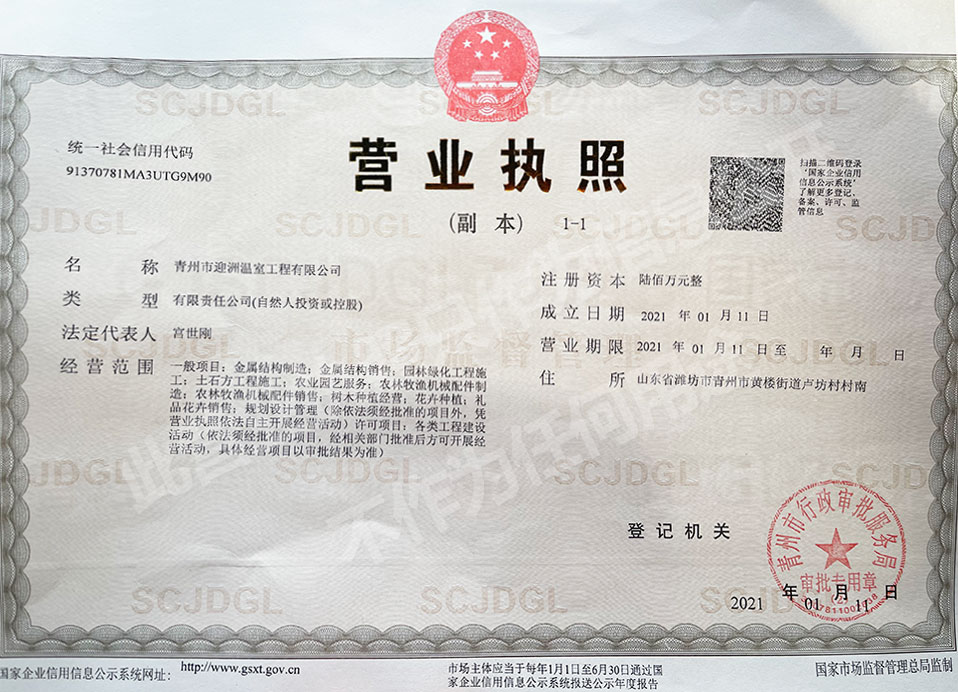 统一社会信用代码
91370781MA3UTG9M90
营业执照
(副 本) 1-1
扫描二维码登录
‘国家企业信用
信息公示系统’
了解更多登记、
备案、许可、监
管信息
名 称 青州市迎洲温室工程有限公司
类 型 有限责任公司(自然人投资或控股)
法定代表人 宫世刚
经营范围 一般项目：金属结构制造；金属结构销售；园林绿化工程施
工；土石方工程施工；农业园艺服务；农林牧渔机械配件制
造；农林牧渔机械配件销售；树木种植经营；花卉种植；礼
品花卉销售；规划设计管理（除依法须经批准的项目外，凭
营业执照依法自主开展经营活动）许可项目：各类工程建设
活动（依法须经批准的项目，经相关部门批准后方可开展经
营活动，具体经营项目以审批结果为准）
注册资本 陆佰万元整
成立日期 2021 年 01 月 11 日
营业期限 2021 年 01 月 11 日 至 年 月 日
住 所 山东省潍坊市青州市黄楼街道卢坊村村南
登记机关
青州市行政审批服务局
审批专用章
2021 年 01 月 11 日
国家企业信用信息公示系统网址：
http://www.gsxt.gov.cn
市场主体应当于每年1月1日至6月30日通过国
家企业信用信息公示系统报送公示年度报告
国家市场监督管理总局监制
SCJDGL